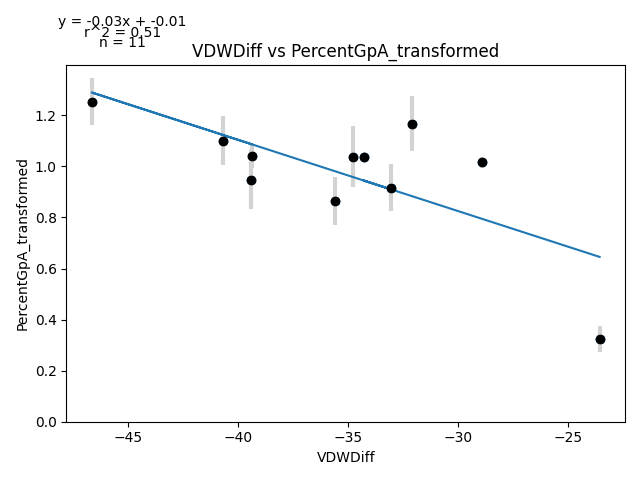 y = -0.03x + -0.01
r^2 = 0.51
n = 11
VDWDiff vs PercentGpA_transformed
PercentGpA_transformed
1.2
1.0
0.8
0.6
0.4
0.2
0.0
−45
−40
−35
−30
−25
VDWDiff